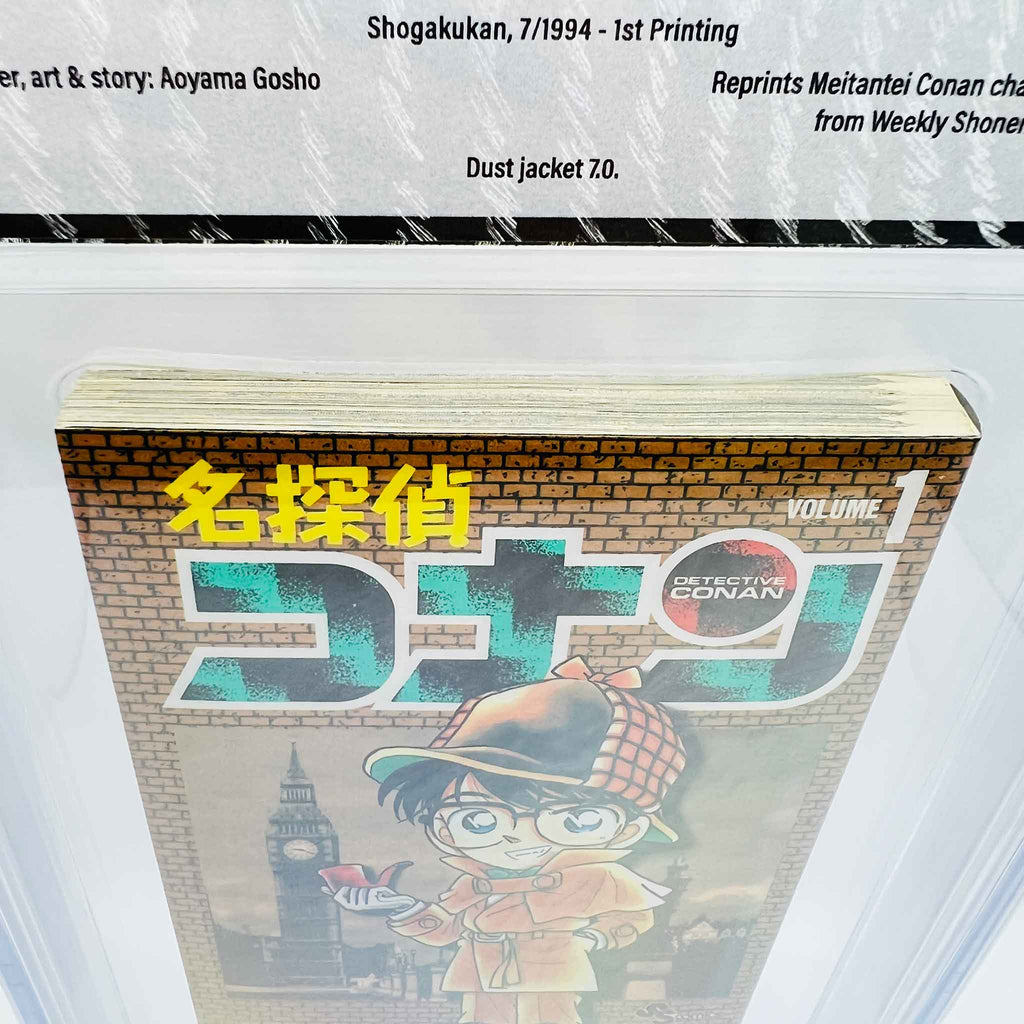 Shogakukan, 7/1994 - 1st Printing
er, art & story: Aoyama Gosho
Reprints Meitantei Conan cha
from Weekly Shonen
Dust jacket 7.0.
名探偵
VOLUME 1
コナン
DETECTIVE
CONAN